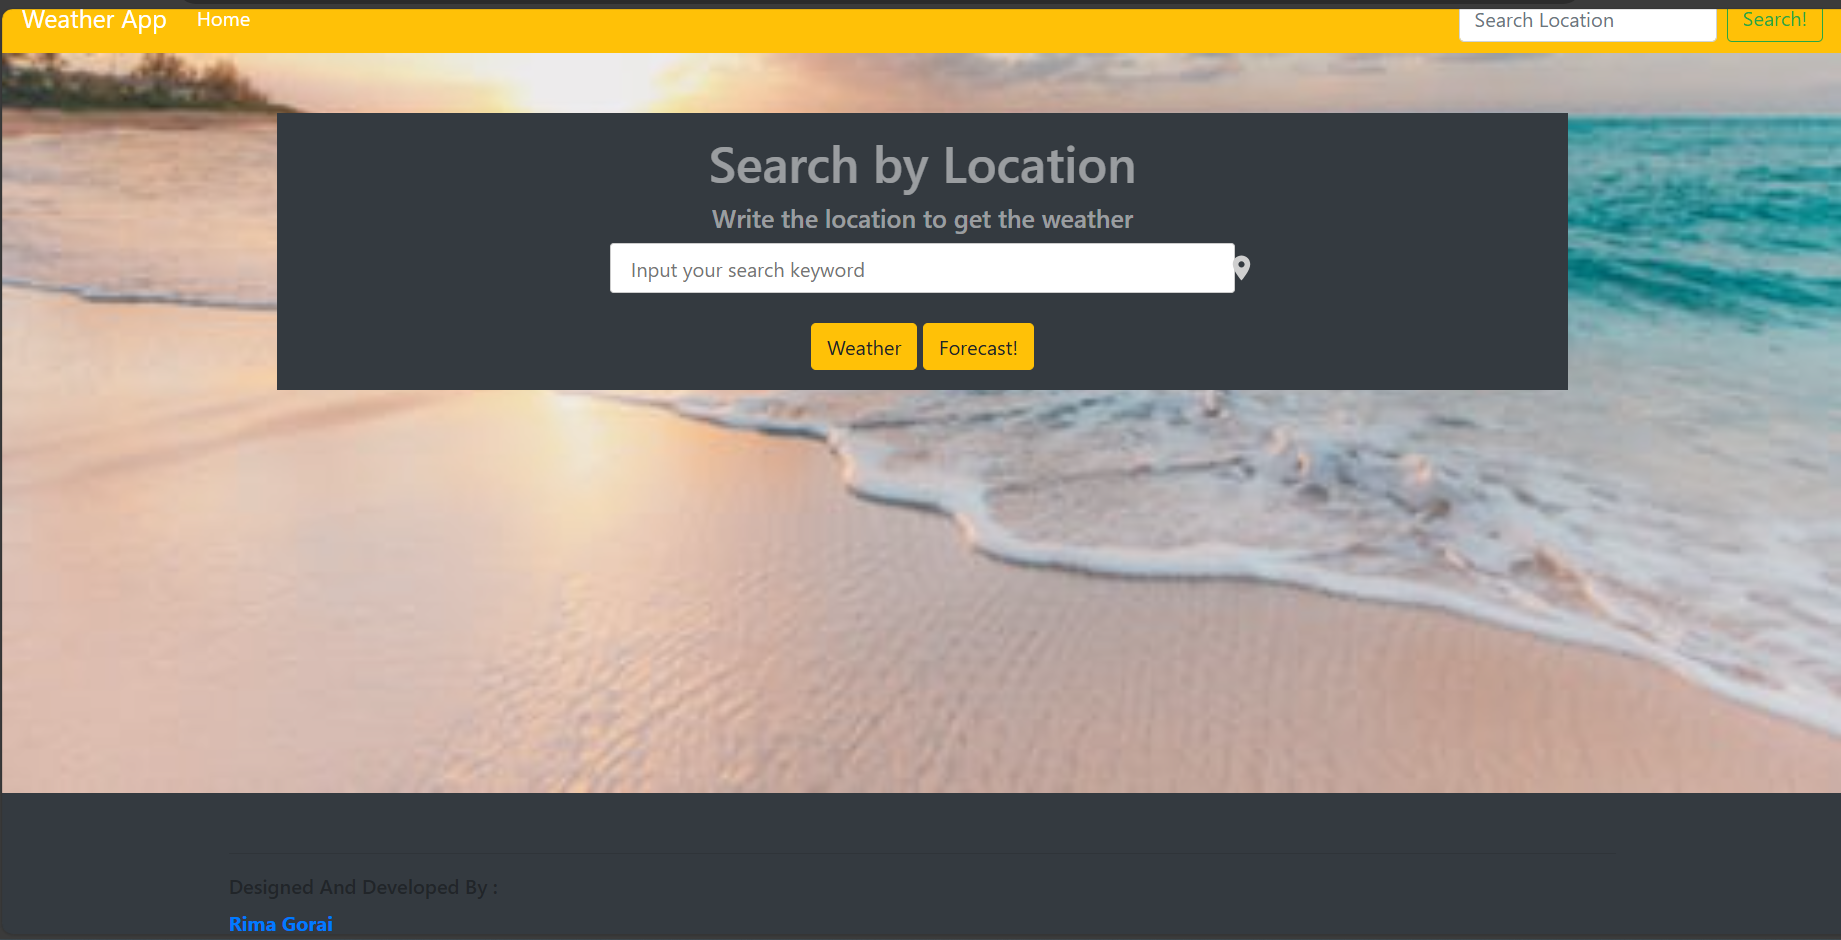 Weather App Home Search Location Search!
Search by Location
Write the location to get the weather
Input your search keyword
Weather Forecast!
Designed And Developed By :
Rima Gorai